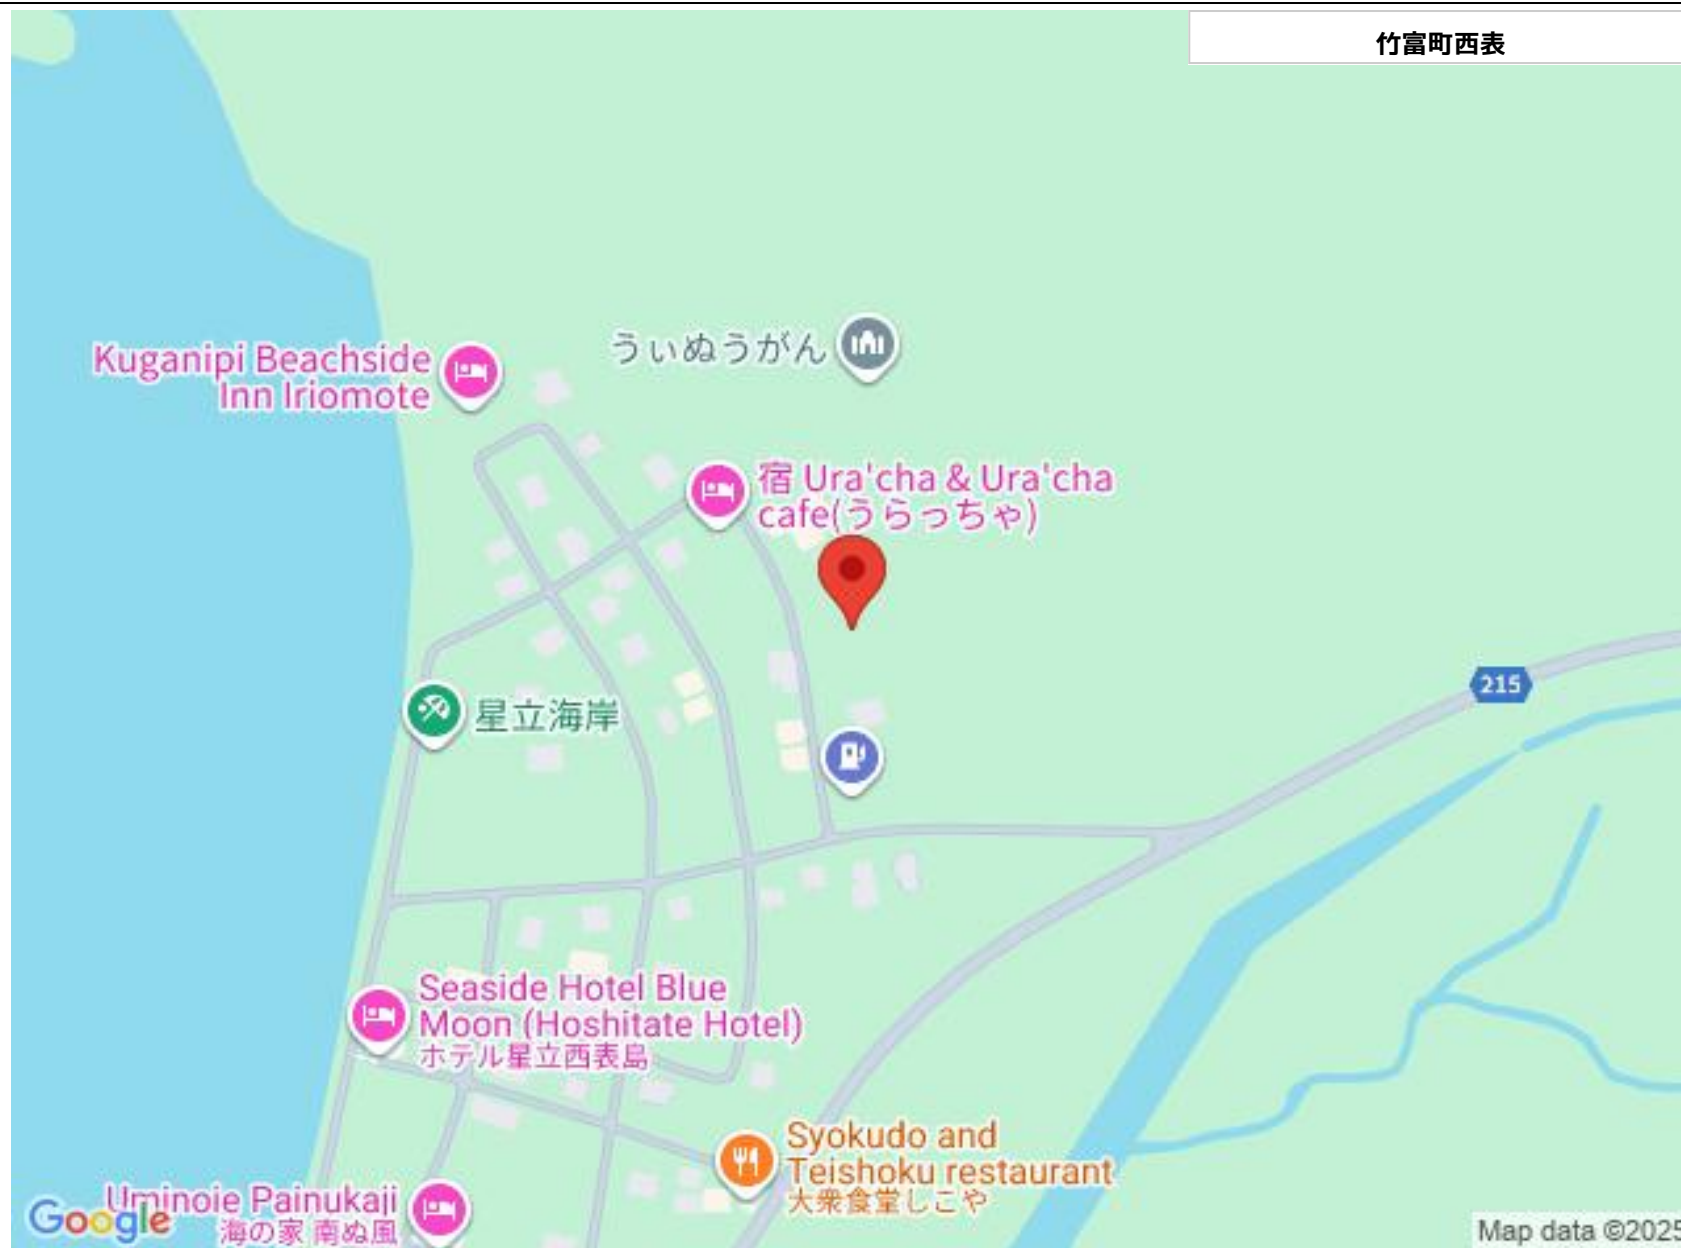 竹富町西表
Kuganipi Beachside
Inn Iriomote
うぃぬうがん
宿 Ura'cha & Ura'cha
cafe(うらっちゃ)
215
星立海岸
Seaside Hotel Blue
Moon (Hoshitate Hotel)
ホテル星立西表島
Syokudo and
Teishoku restaurant
大衆食堂しこや
Uminoie Painukaji
海の家 南ぬ風
Google
Map data ©2025